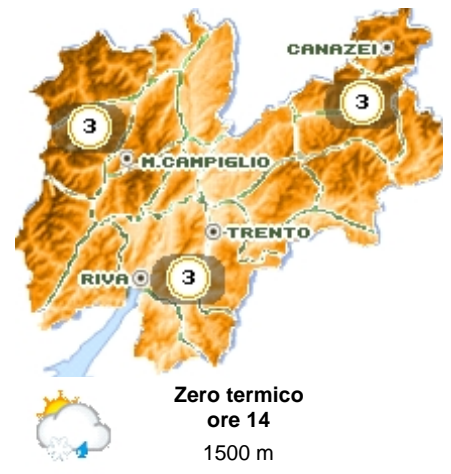 CANAZEI
3
3
M.CAMPIGLIO
TRENTO
RIVA
3
Zero termico
ore 14
1500 m